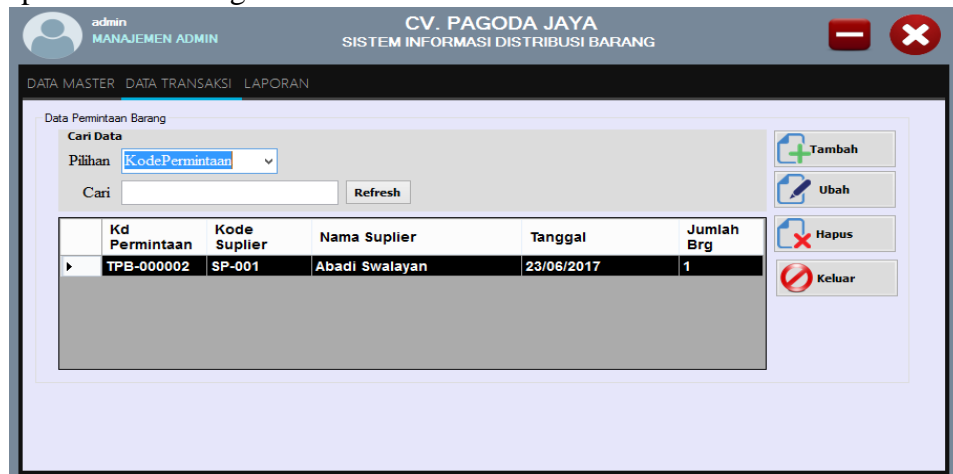 admin
MANAJEMEN ADMIN
CV. PAGODA JAYA
SISTEM INFORMASI DISTRIBUSI BARANG
DATA MASTER DATA TRANSAKSI LAPORAN
Data Permintaan Barang
Cari Data
Pilihan KodePermintaan
Cari Refresh
Tambah
Ubah
Hapus
Keluar
Kd Permintaan Kode Suplier Nama Suplier Tanggal Jumlah Brg
TPB-000002 SP-001 Abadi Swalayan 23/06/2017 1